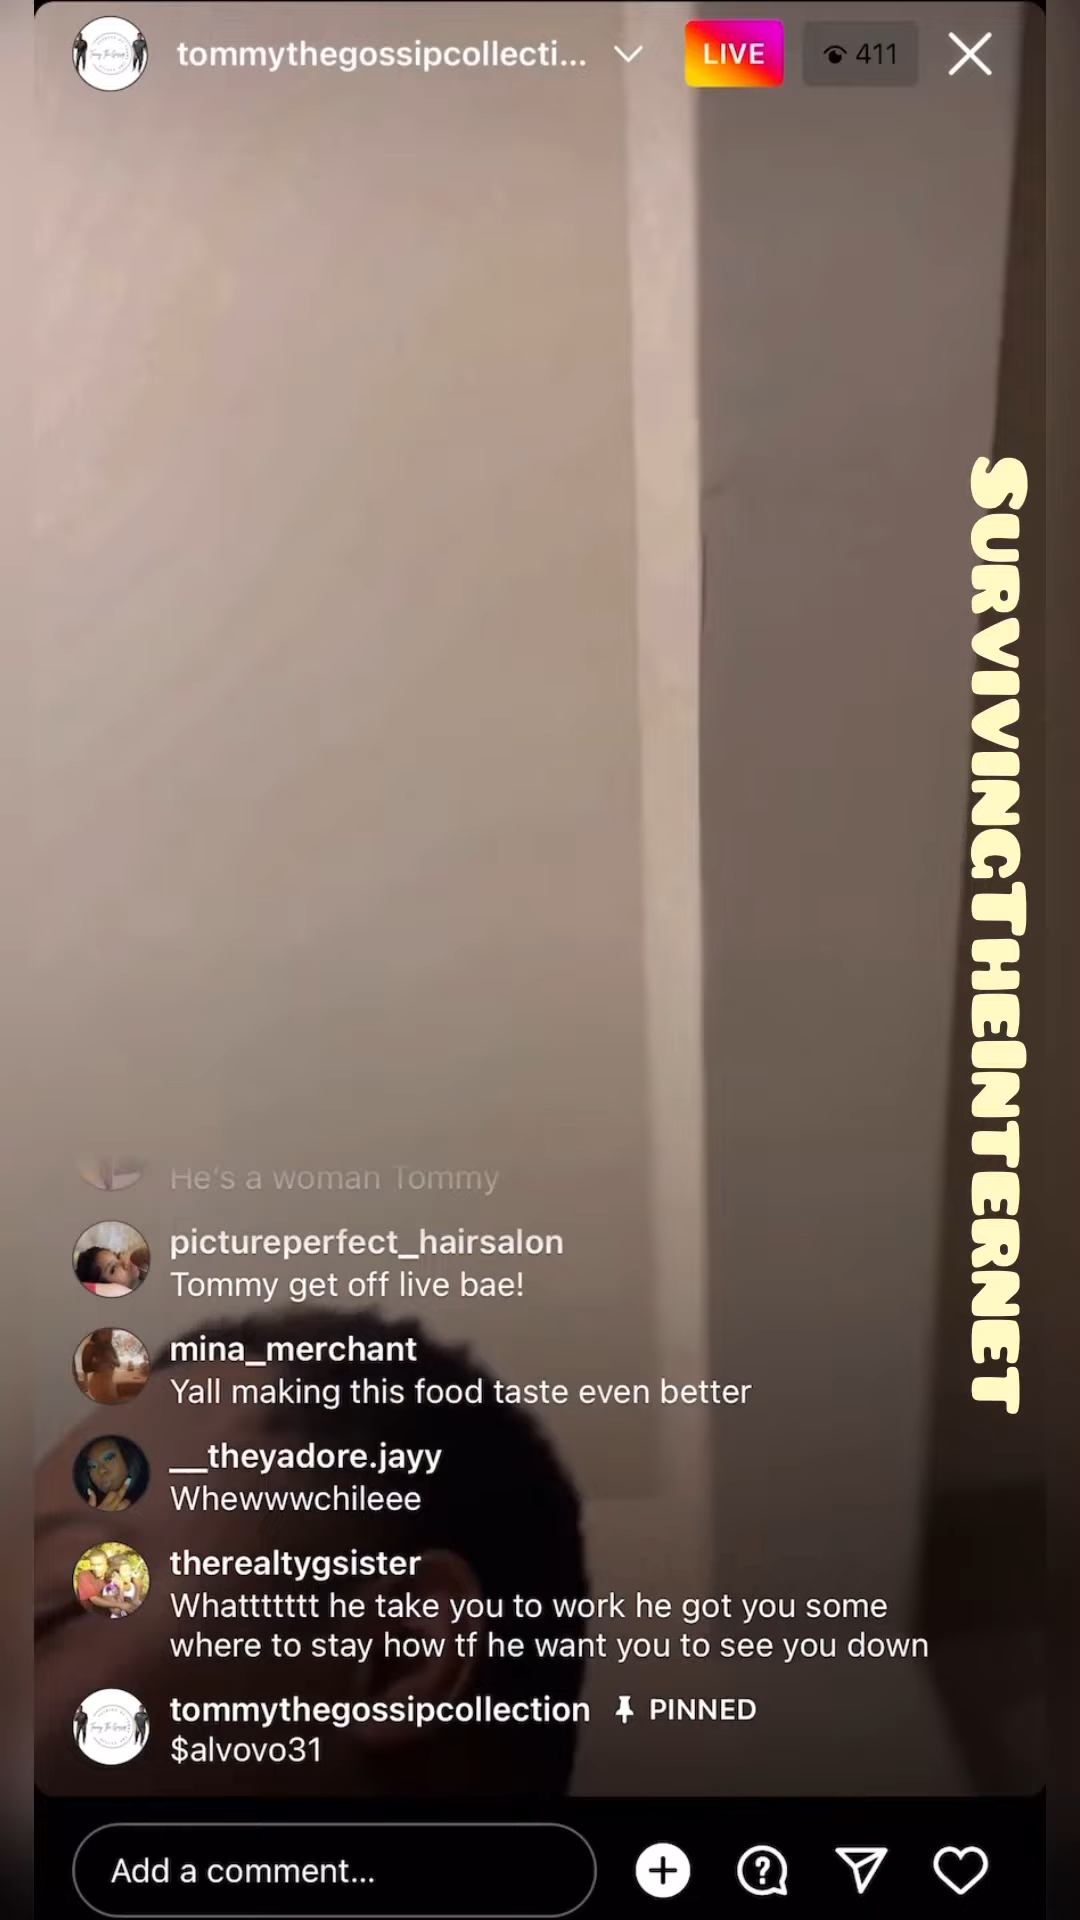 tommythegossipcollecti...
LIVE
411
SURVIVINGTHEINTERNET
He's a woman Tommy
pictureperfect_hairsalon
Tommy get off live bae!
mina_merchant
Yall making this food taste even better
__theyadore.jayy
Whewwwchileee
therealtygsister
Whattttttt he take you to work he got you some
where to stay how tf he want you to see you down
tommythegossipcollection PINNED
$alvovo31
Add a comment...